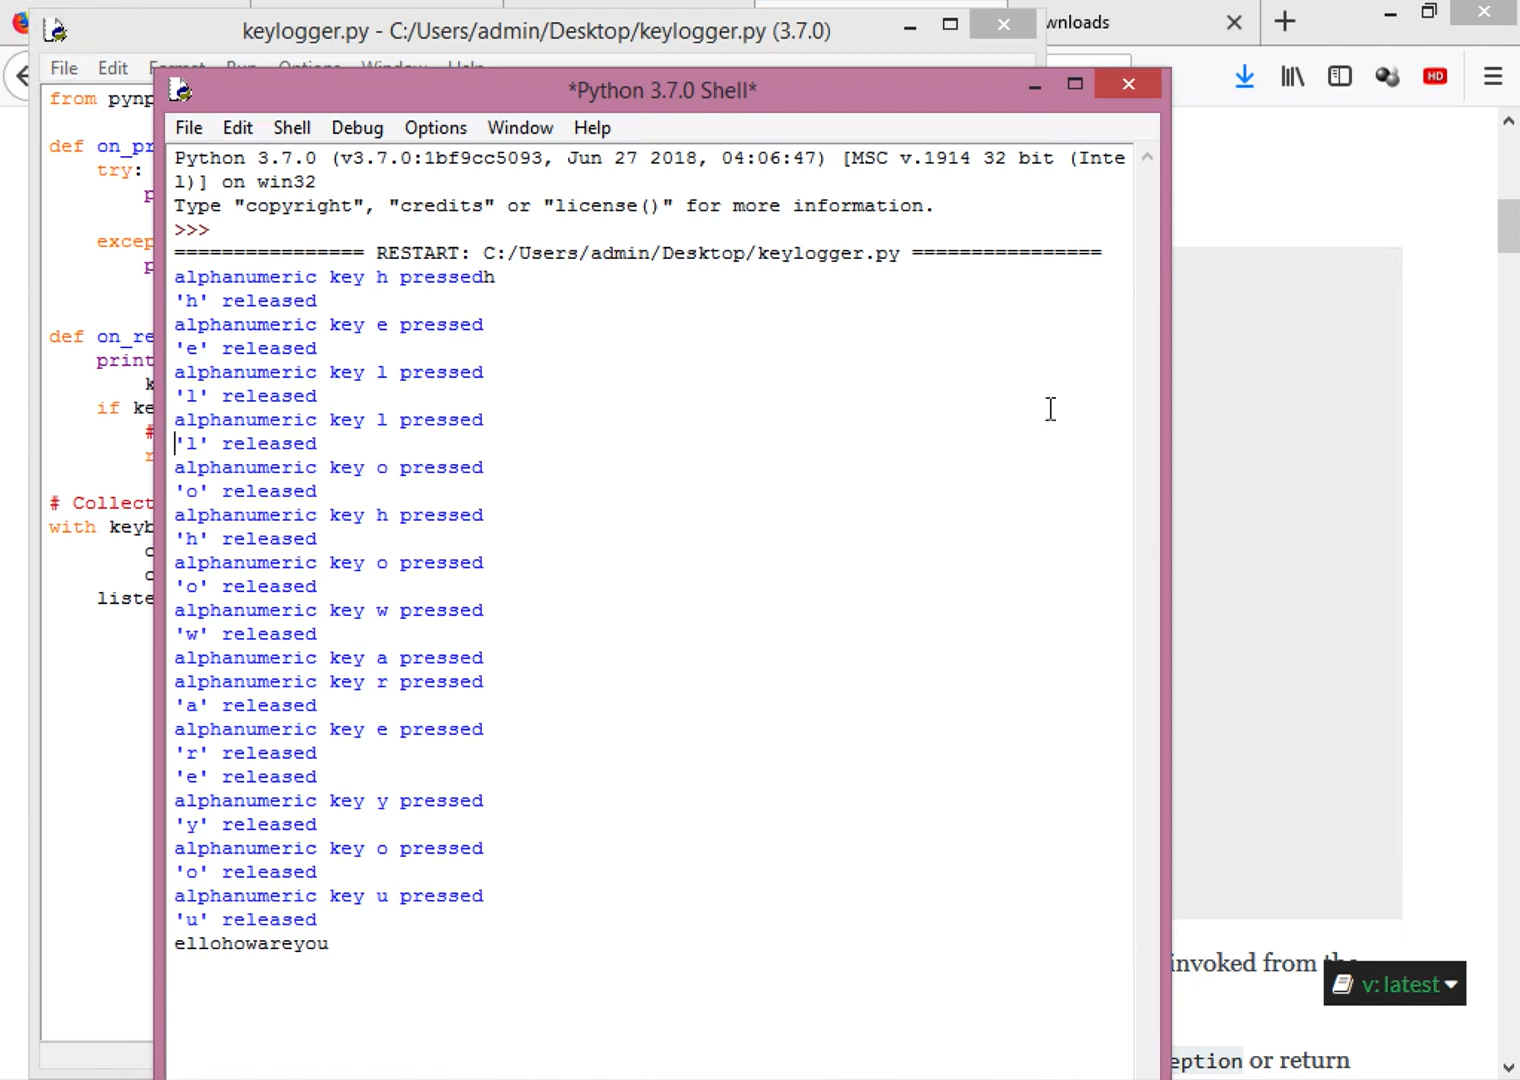 keylogger.py - C:/Users/admin/Desktop/keylogger.py (3.7.0)
wnloads
File Edit Format Run Options Window Help
HD
from pynp
def on_pr
try:
p
excep
p
def on_re
print
k
if ke
#
r
# Collect
with keyb
c
c
liste
*Python 3.7.0 Shell*
File Edit Shell Debug Options Window Help
Python 3.7.0 (v3.7.0:1bf9cc5093, Jun 27 2018, 04:06:47) [MSC v.1914 32 bit (Inte
l)] on win32
Type "copyright", "credits" or "license()" for more information.
>>>
================ RESTART: C:/Users/admin/Desktop/keylogger.py ================
alphanumeric key h pressedh
'h' released
alphanumeric key e pressed
'e' released
alphanumeric key l pressed
'l' released
alphanumeric key l pressed
'l' released
alphanumeric key o pressed
'o' released
alphanumeric key h pressed
'h' released
alphanumeric key o pressed
'o' released
alphanumeric key w pressed
'w' released
alphanumeric key a pressed
alphanumeric key r pressed
'a' released
alphanumeric key e pressed
'r' released
'e' released
alphanumeric key y pressed
'y' released
alphanumeric key o pressed
'o' released
alphanumeric key u pressed
'u' released
ellohowareyou
invoked from the
v: latest
eption or return